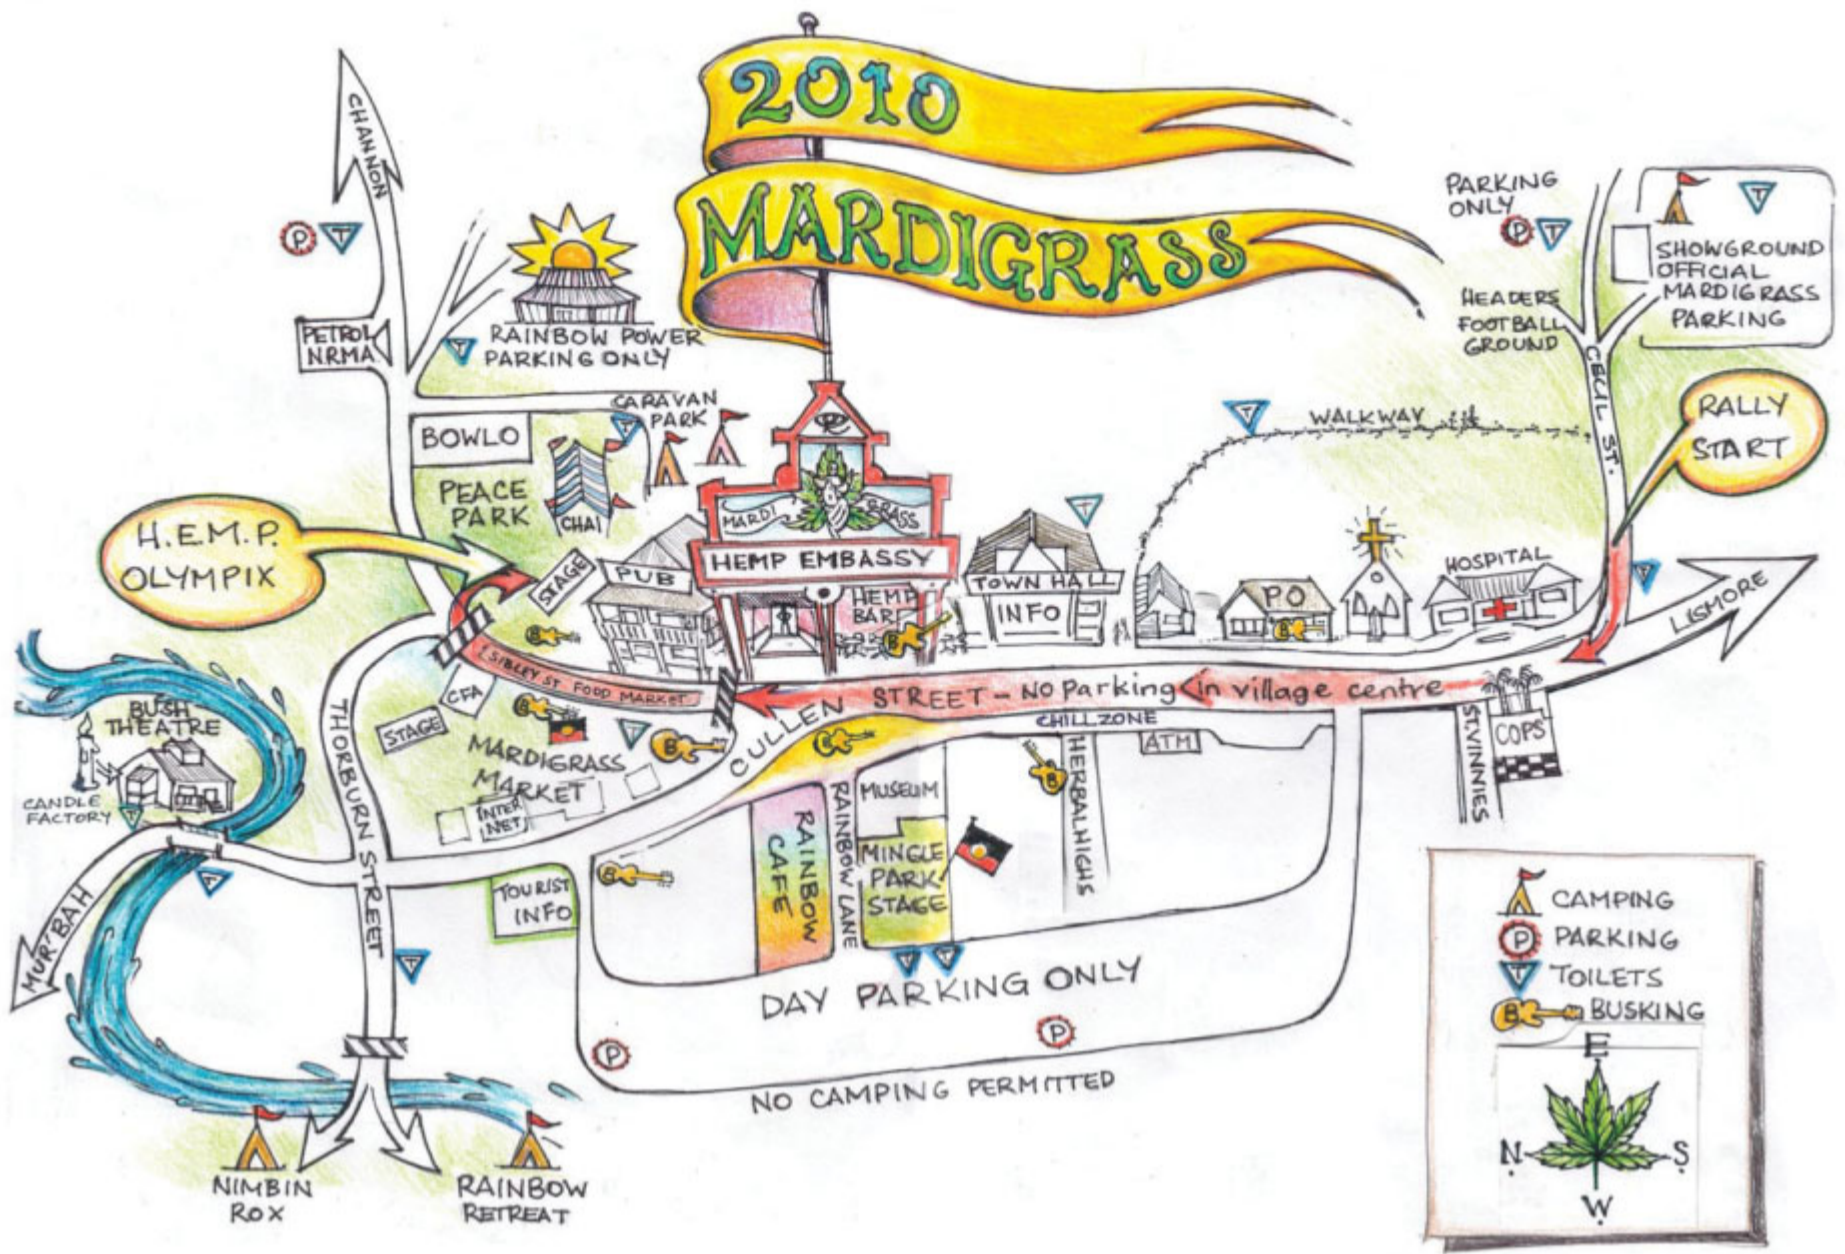 2010
MARDIGRASS
CHANNON
P
T
PETROL
NRMA
T
RAINBOW POWER
PARKING ONLY
PARKING
ONLY
P
T
T
SHOWGROUND
OFFICIAL
MARDIGRASS
PARKING
HEADERS
FOOTBALL
GROUND
CECIL ST.
RALLY
START
CARAVAN
PARK
T
BOWLO
PEACE
PARK
CHAI
T
WALKWAY
H.E.M.P.
OLYMPIX
STAGE
PUB
MARDI GRASS
HEMP EMBASSY
HEMP
BAR
B
B
T
TOWN HALL
INFO
PO
B
HOSPITAL
T
LISMORE
SIBLEY ST. FOOD MARKET
CULLEN STREET - NO Parking in village centre
CHILLZONE
ATM
ST.VINNIES
COPS
CFA
STAGE
B
T
B
MARDIGRASS
MARKET
INTER
NET
B
B
HERBALHIGHS
BUSH
THEATRE
CANDLE
FACTORY
T
THORBURN STREET
MUR'BAH
T
T
TOURIST
INFO
B
RAINBOW
CAFE
RAINBOW LANE
MUSEUM
MINGLE
PARK
STAGE
T
T
DAY PARKING ONLY
P
P
NO CAMPING PERMITTED
NIMBIN
ROX
RAINBOW
RETREAT
CAMPING
P PARKING
T TOILETS
B BUSKING
E
N
S
W